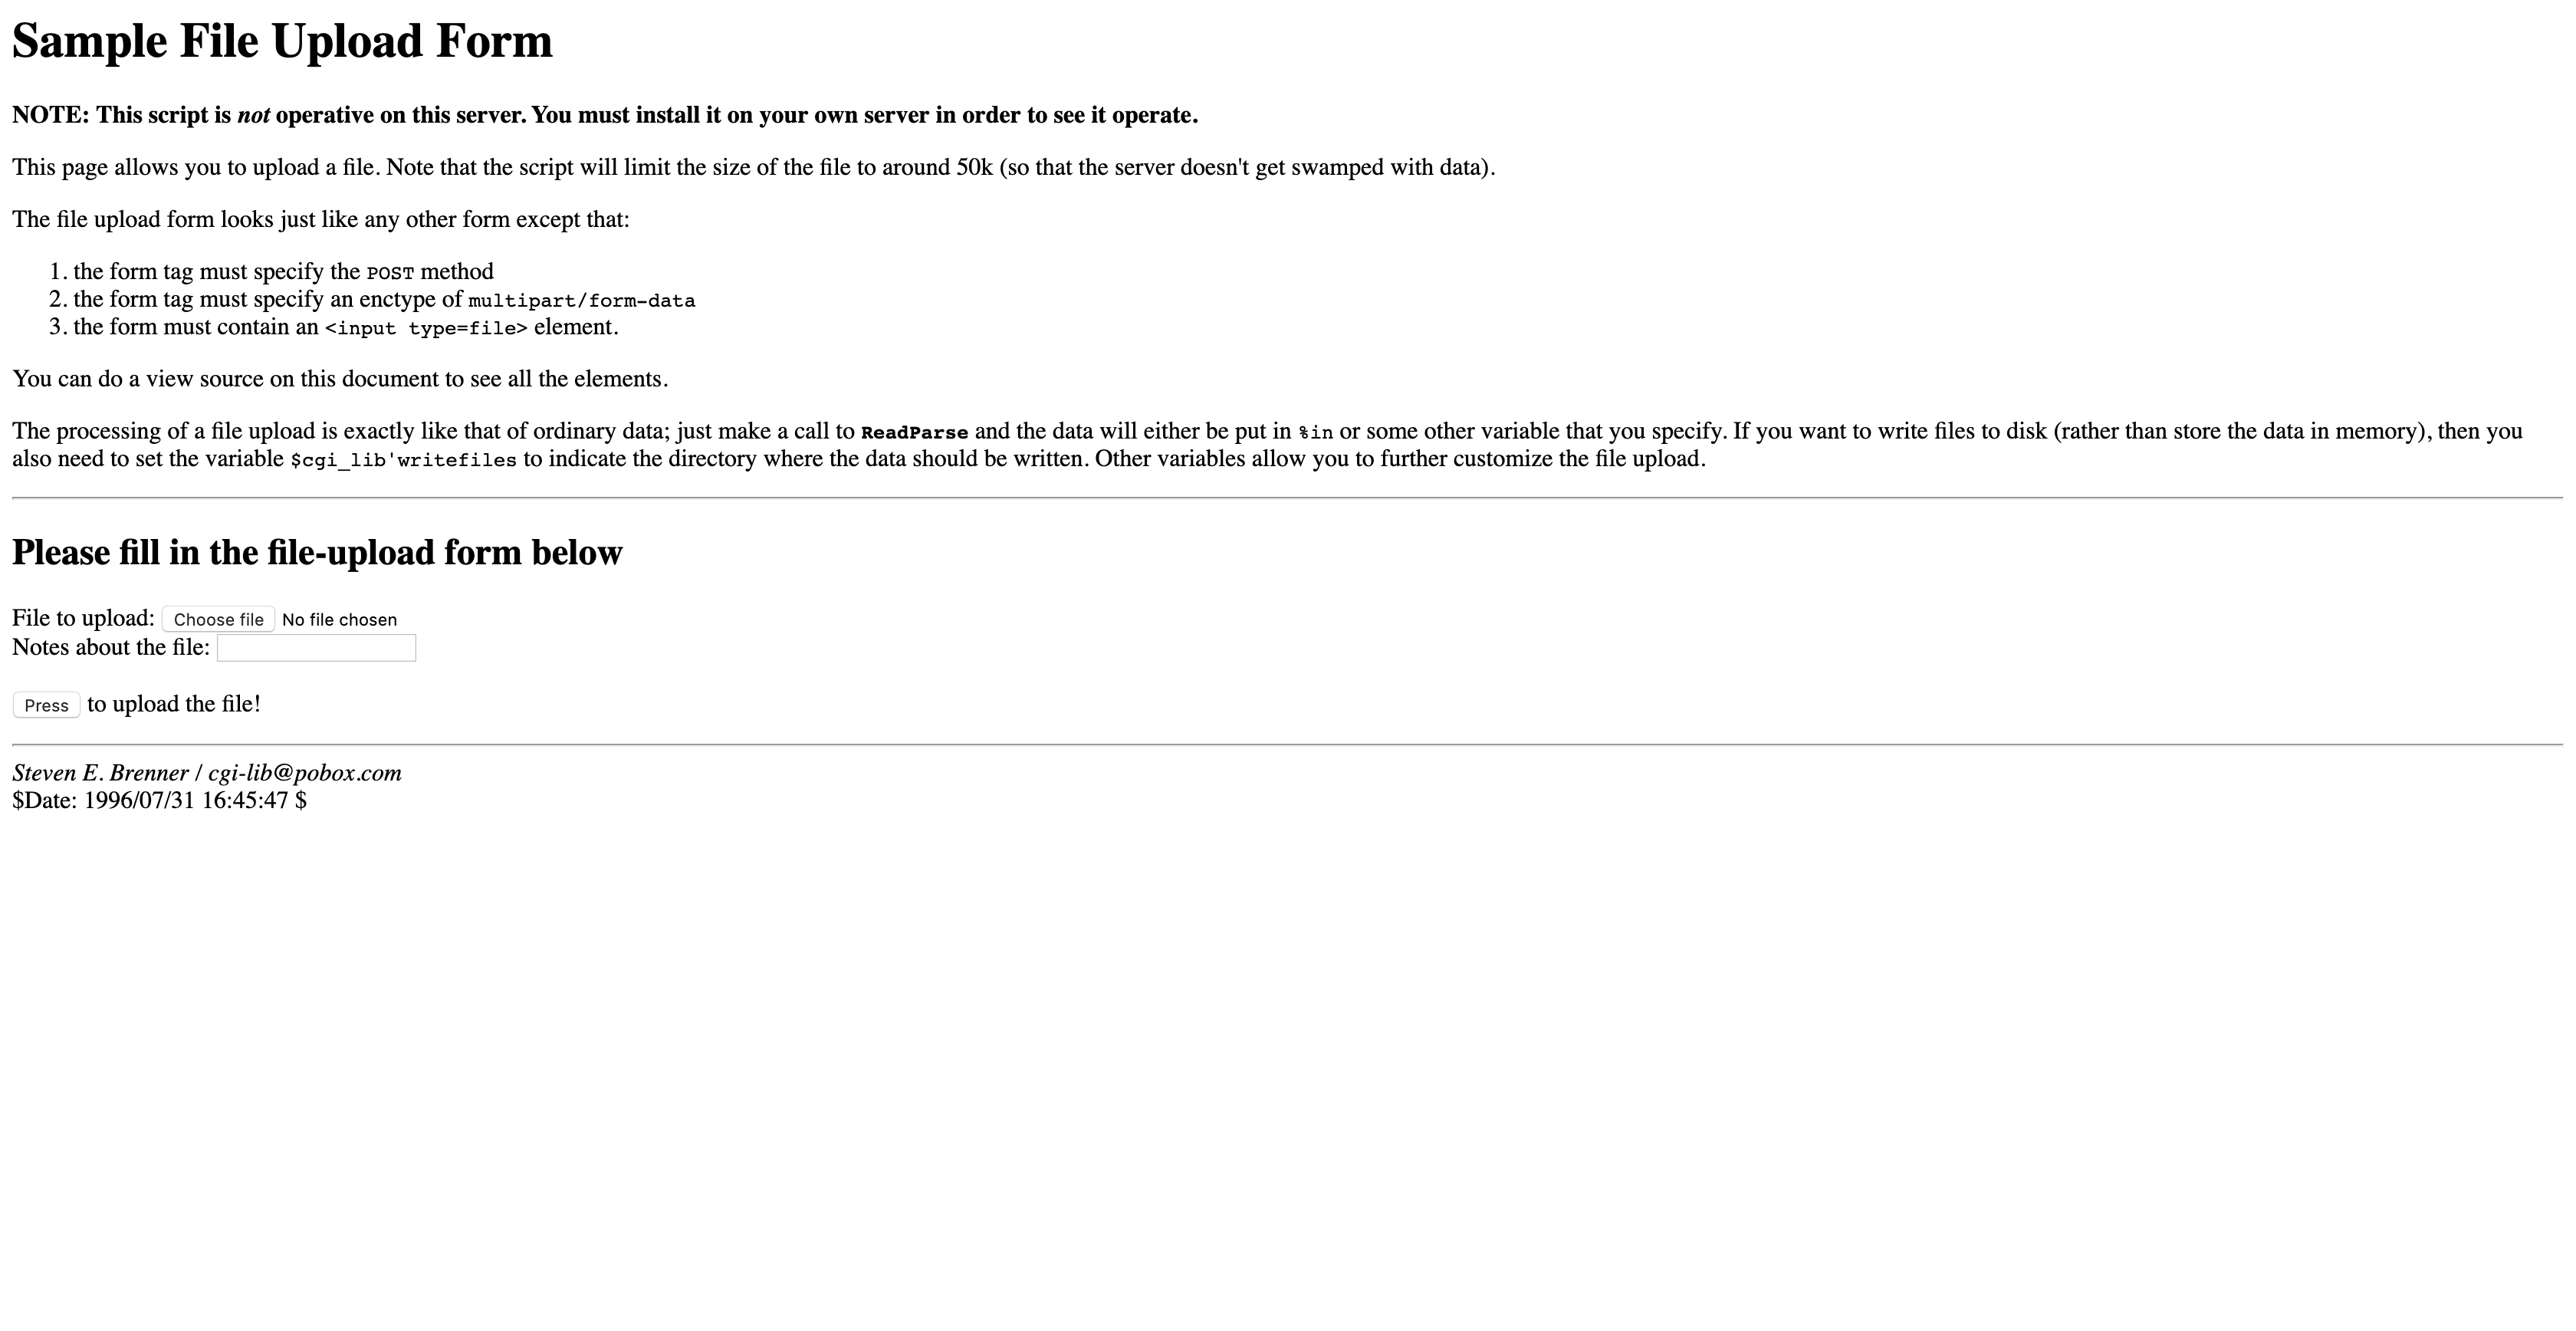 Sample File Upload Form
NOTE: This script is not operative on this server. You must install it on your own server in order to see it operate.
This page allows you to upload a file. Note that the script will limit the size of the file to around 50k (so that the server doesn't get swamped with data).
The file upload form looks just like any other form except that:
1. the form tag must specify the POST method
2. the form tag must specify an enctype of multipart/form-data
3. the form must contain an <input type=file> element.
You can do a view source on this document to see all the elements.
The processing of a file upload is exactly like that of ordinary data; just make a call to ReadParse and the data will either be put in %in or some other variable that you specify. If you want to write files to disk (rather than store the data in memory), then you
also need to set the variable $cgi_lib'writefiles to indicate the directory where the data should be written. Other variables allow you to further customize the file upload.
Please fill in the file-upload form below
File to upload: Choose file No file chosen
Notes about the file:
Press to upload the file!
Steven E. Brenner / cgi-lib@pobox.com
$Date: 1996/07/31 16:45:47 $